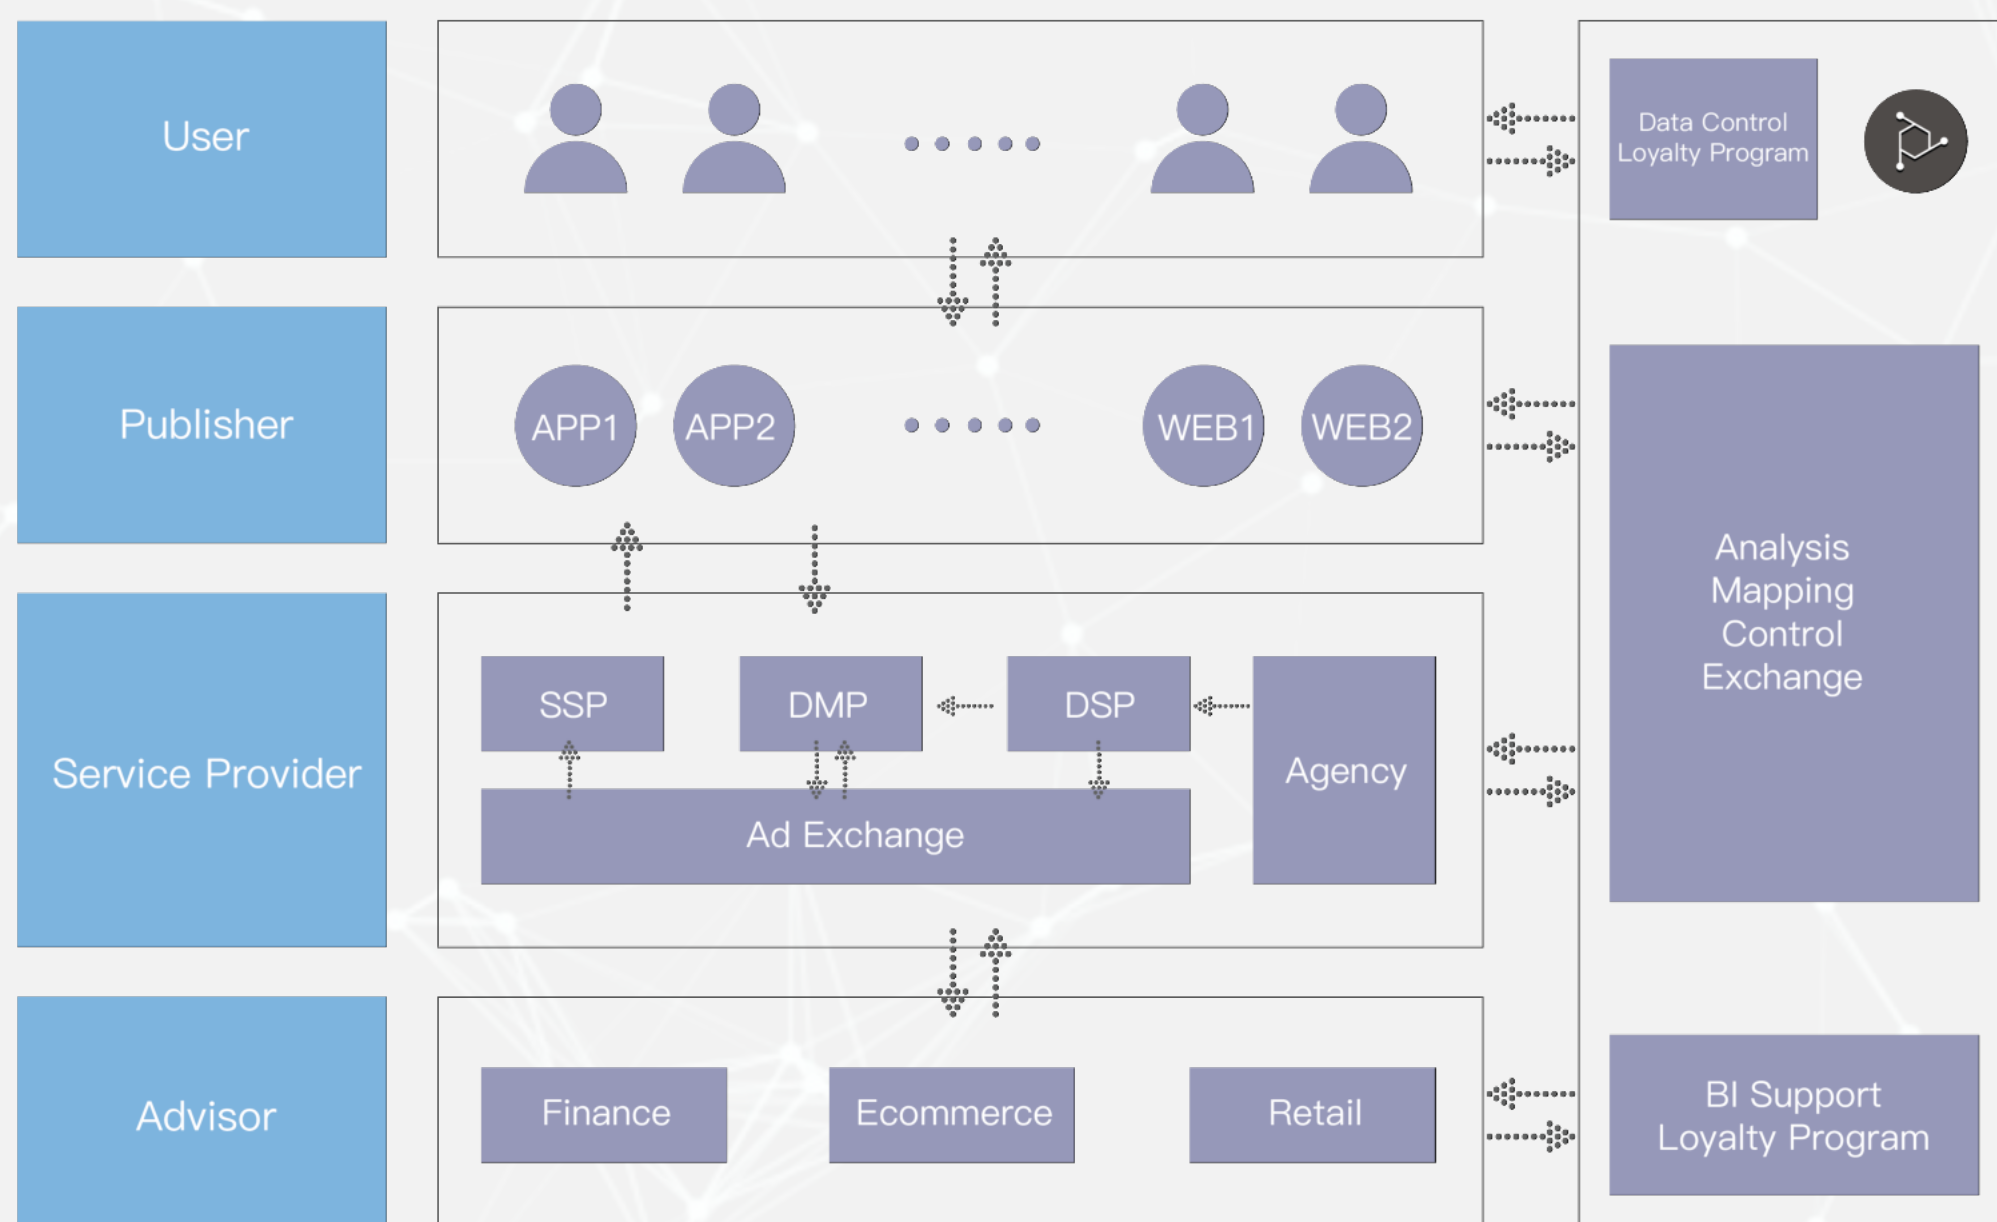 User
Data Control
Loyalty Program
Publisher
APP1
APP2
WEB1
WEB2
Analysis
Mapping
Control
Exchange
Service Provider
SSP
DMP
DSP
Agency
Ad Exchange
Advisor
Finance
Ecommerce
Retail
BI Support
Loyalty Program